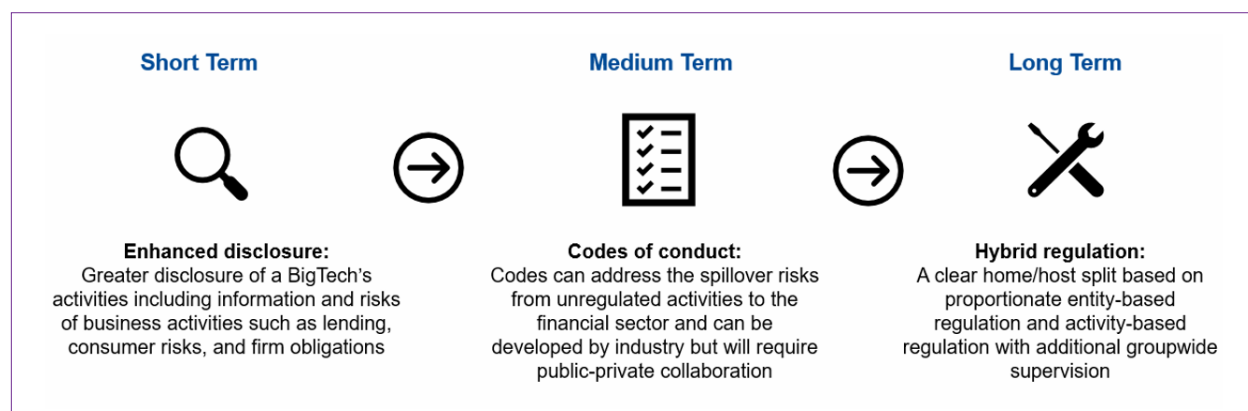 Short Term
Enhanced disclosure:
Greater disclosure of a BigTech's
activities including information and risks
of business activities such as lending,
consumer risks, and firm obligations
Medium Term
Codes of conduct:
Codes can address the spillover risks
from unregulated activities to the
financial sector and can be
developed by industry but will require
public-private collaboration
Long Term
Hybrid regulation:
A clear home/host split based on
proportionate entity-based
regulation and activity-based
regulation with additional groupwide
supervision